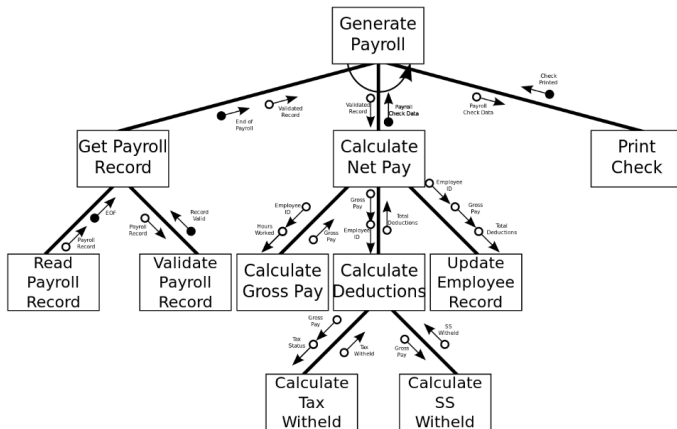 Generate
Payroll
Check
Printed
Validated
Record
Validated
Record
Payroll
Check Data
Payroll
Check Data
End of
Payroll
Get Payroll
Record
Calculate
Net Pay
Print
Check
EOF
Payroll
Record
Payroll
Record
Record
Valid
Employee
ID
Hours
Worked
Gross
Pay
Gross
Pay
Employee
ID
Total
Deductions
Employee
ID
Gross
Pay
Total
Deductions
Read
Payroll
Record
Validate
Payroll
Record
Calculate
Gross Pay
Calculate
Deductions
Update
Employee
Record
Gross
Pay
Tax
Status
Tax
Witheld
Gross
Pay
SS
Witheld
Calculate
Tax
Witheld
Calculate
SS
Witheld